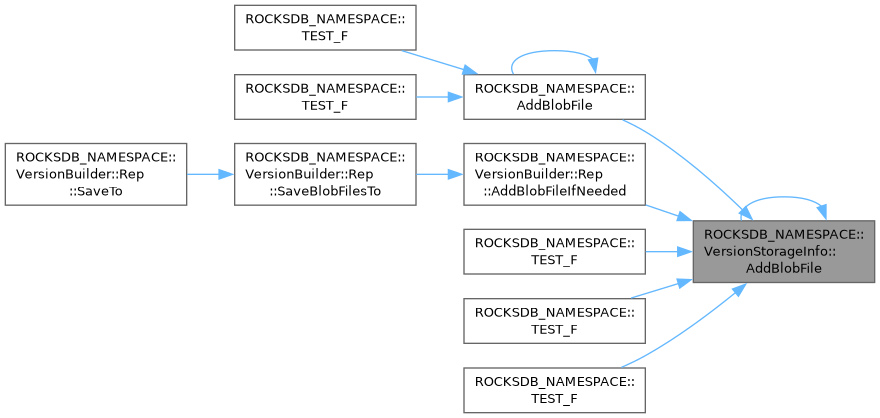 ROCKSDB_NAMESPACE::
TEST_F
ROCKSDB_NAMESPACE::
TEST_F
ROCKSDB_NAMESPACE::
AddBlobFile
ROCKSDB_NAMESPACE::
VersionBuilder::Rep
::SaveTo
ROCKSDB_NAMESPACE::
VersionBuilder::Rep
::SaveBlobFilesTo
ROCKSDB_NAMESPACE::
VersionBuilder::Rep
::AddBlobFileIfNeeded
ROCKSDB_NAMESPACE::
VersionStorageInfo::
AddBlobFile
ROCKSDB_NAMESPACE::
TEST_F
ROCKSDB_NAMESPACE::
TEST_F
ROCKSDB_NAMESPACE::
TEST_F